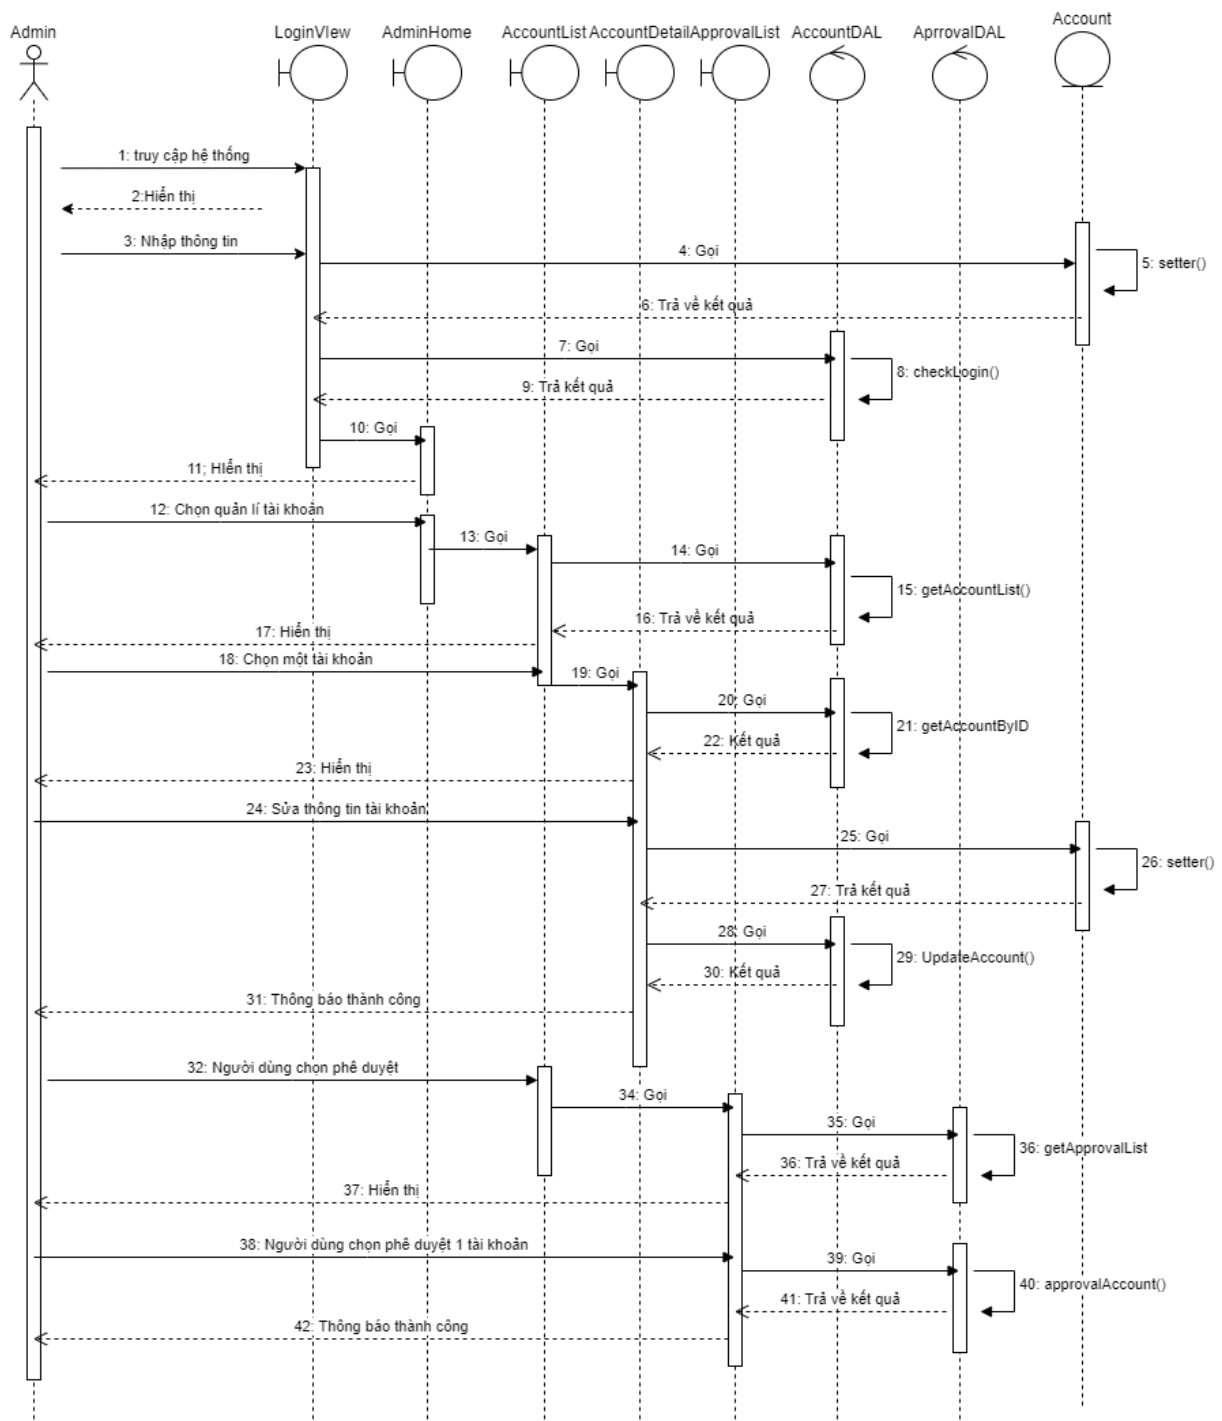 Admin
LoginVIew
AdminHome
AccountList
AccountDetail
ApprovalList
AccountDAL
AprrovalDAL
Account
1: truy cập hệ thống
2:Hiển thị
3: Nhập thông tin
4: Gọi
5: setter()
6: Trả về kết quả
7: Gọi
8: checkLogin()
9: Trả kết quả
10: Gọi
11; HIển thị
12: Chọn quản lí tài khoản
13: Gọi
14: Gọi
15: getAccountList()
16: Trả về kết quả
17: Hiển thị
18: Chọn một tài khoản
19: Gọi
20: Gọi
21: getAccountByID
22: Kết quả
23: Hiển thị
24: Sửa thông tin tài khoản
25: Gọi
26: setter()
27: Trả kết quả
28: Gọi
29: UpdateAccount()
30: Kết quả
31: Thông báo thành công
32: Người dùng chọn phê duyệt
34: Gọi
35: Gọi
36: getApprovalList
36: Trả về kết quả
37: Hiển thị
38: Người dùng chọn phê duyệt 1 tài khoản
39: Gọi
40: approvalAccount()
41: Trả về kết quả
42: Thông báo thành công